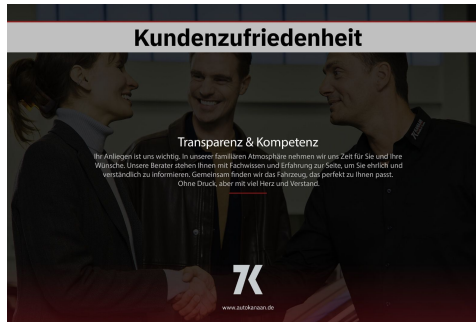 Kundenzufriedenheit
Transparenz & Kompetenz
Ihr Anliegen ist uns wichtig. In unserer familiären Atmosphäre nehmen wir uns Zeit für Sie und Ihre
Wünsche. Unsere Berater stehen Ihnen mit Fachwissen und Erfahrung zur Seite, um Sie ehrlich und
verständlich zu informieren. Gemeinsam finden wir das Fahrzeug, das perfekt zu Ihnen passt.
Ohne Druck, aber mit viel Herz und Verstand.
www.autokanaan.de